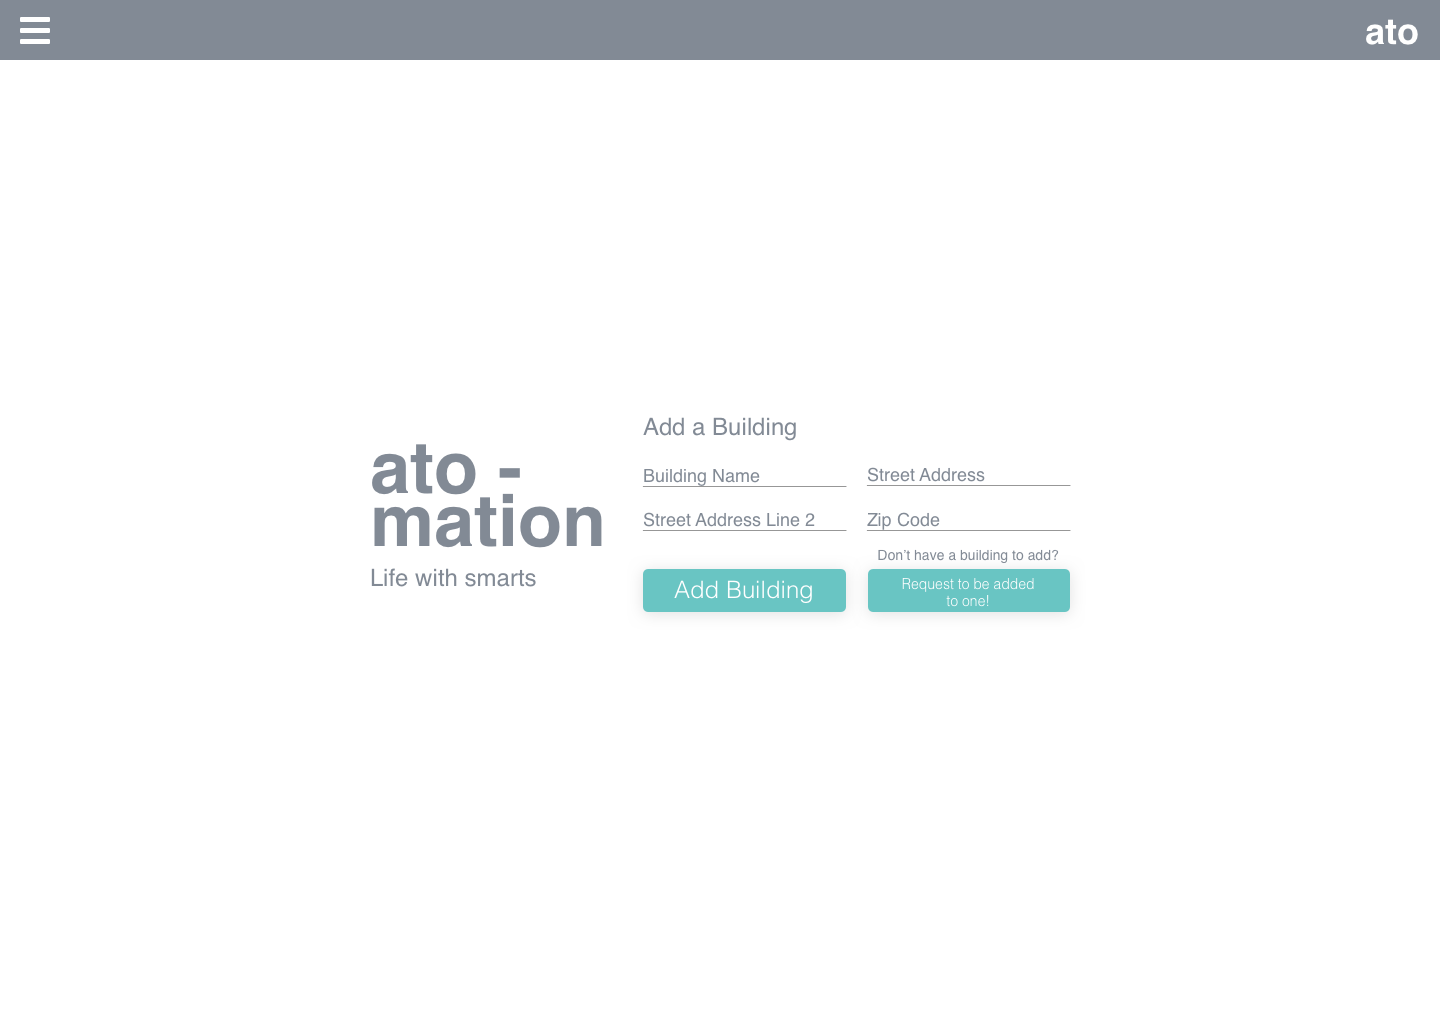 ato
ato -
mation
Life with smarts
Add a Building
Building Name
Street Address
Street Address Line 2
Zip Code
Don't have a building to add?
Add Building
Request to be added
to one!